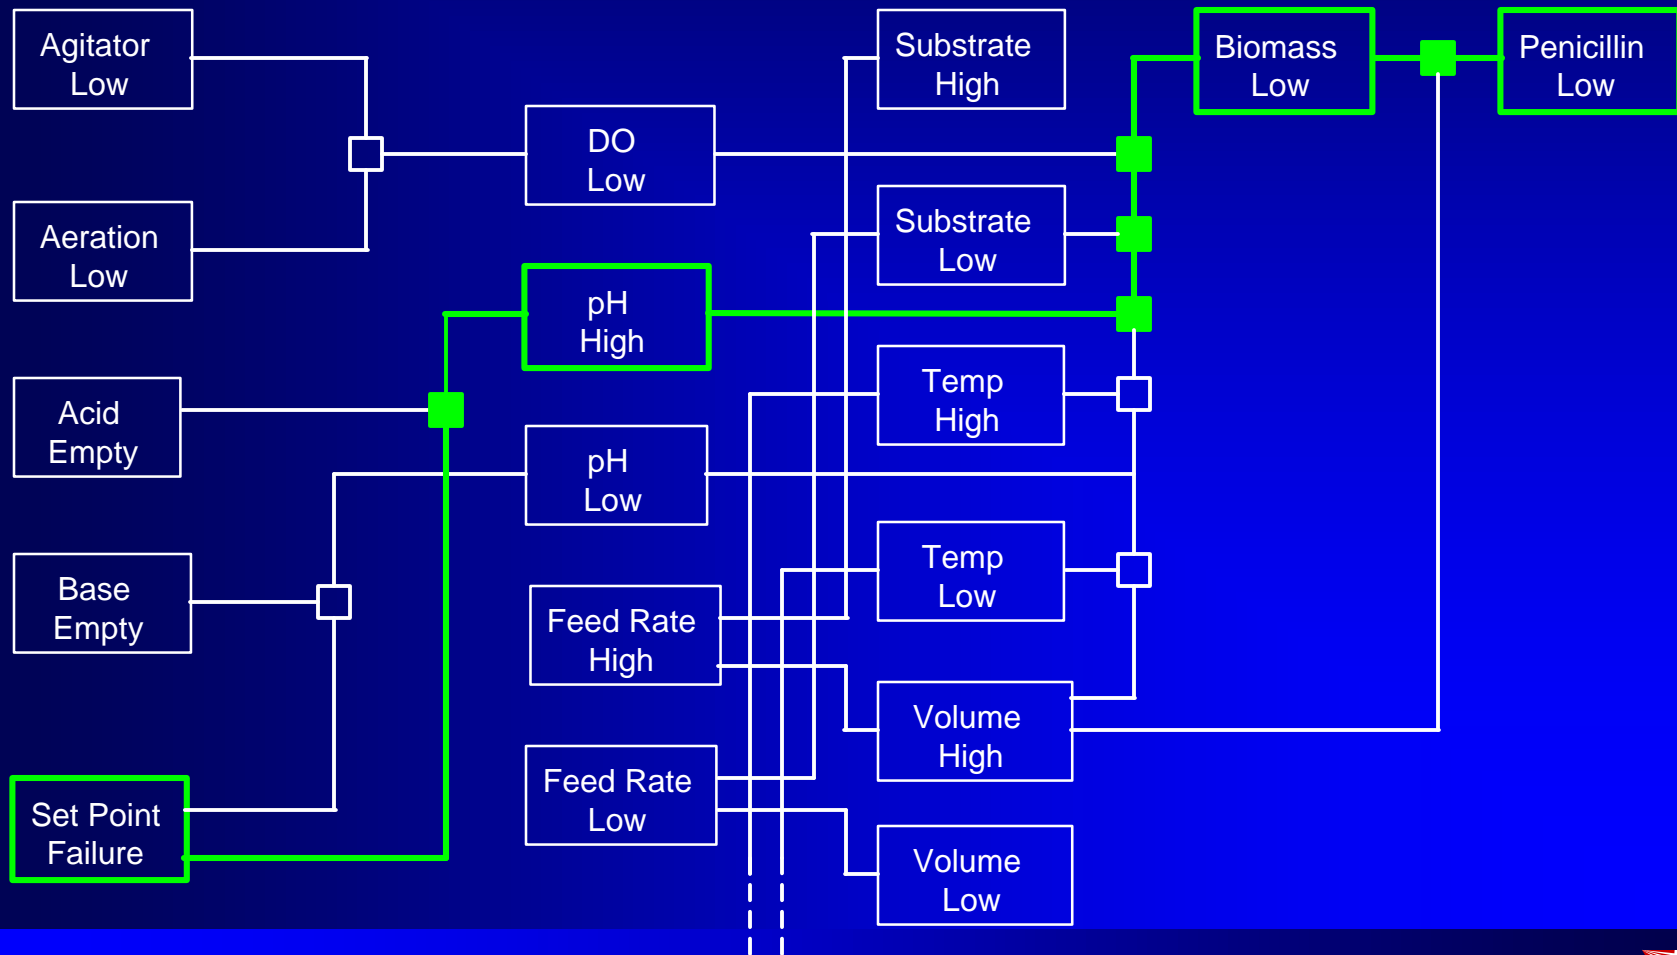 Agitator
Low
Substrate
High
Biomass
Low
Penicillin
Low
DO
Low
Aeration
Low
Substrate
Low
pH
High
Acid
Empty
Temp
High
pH
Low
Base
Empty
Temp
Low
Feed Rate
High
Volume
High
Set Point
Failure
Feed Rate
Low
Volume
Low